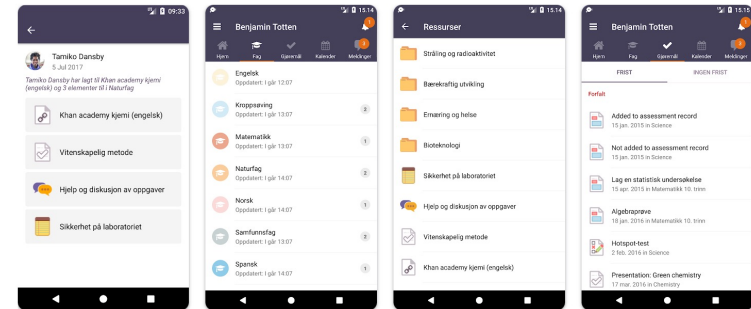 09:33
Tamiko Dansby
5 Jul 2017
Tamiko Dansby har lagt til Khan academy kjemi
(engelsk) og 3 elementer til i Naturfag
Khan academy kjemi (engelsk)
Vitenskapelig metode
Hjelp og diskusjon av oppgaver
Sikkerhet på laboratoriet
15.14
Benjamin Totten
1
3
Hjem
Fag
Gjøremål
Kalender
Meldinger
Engelsk
Oppdatert: I går 12:07
Kroppsøving
Oppdatert: I går 13:07
2
Matematikk
Oppdatert: I går 13:07
1
Naturfag
Oppdatert: I går 14:07
2
Norsk
Oppdatert: I går 14:07
1
Samfunnsfag
Oppdatert: I går 13:07
2
Spansk
Oppdatert: I går 14:07
1
15.14
Ressurser
Stråling og radioaktivitet
Bærekraftig utvikling
Ernæring og helse
Bioteknologi
Sikkerhet på laboratoriet
Hjelp og diskusjon av oppgaver
Vitenskapelig metode
Khan academy kjemi (engelsk)
15.15
Benjamin Totten
Hjem
Fag
Gjøremål
Kalender
Meldinger
FRIST
INGEN FRIST
Forfalt
Added to assessment record
15 jan. 2015 in Science
Not added to assessment record
15 jan. 2015 in Science
Lag en statistisk undersøkelse
15 apr. 2015 in Matematikk 10. trinn
Algebraprøve
18 jan. 2016 in Matematikk 10. trinn
Hotspot-test
2 feb. 2016 in Science
Presentation: Green chemistry
17 mar. 2016 in Chemistry